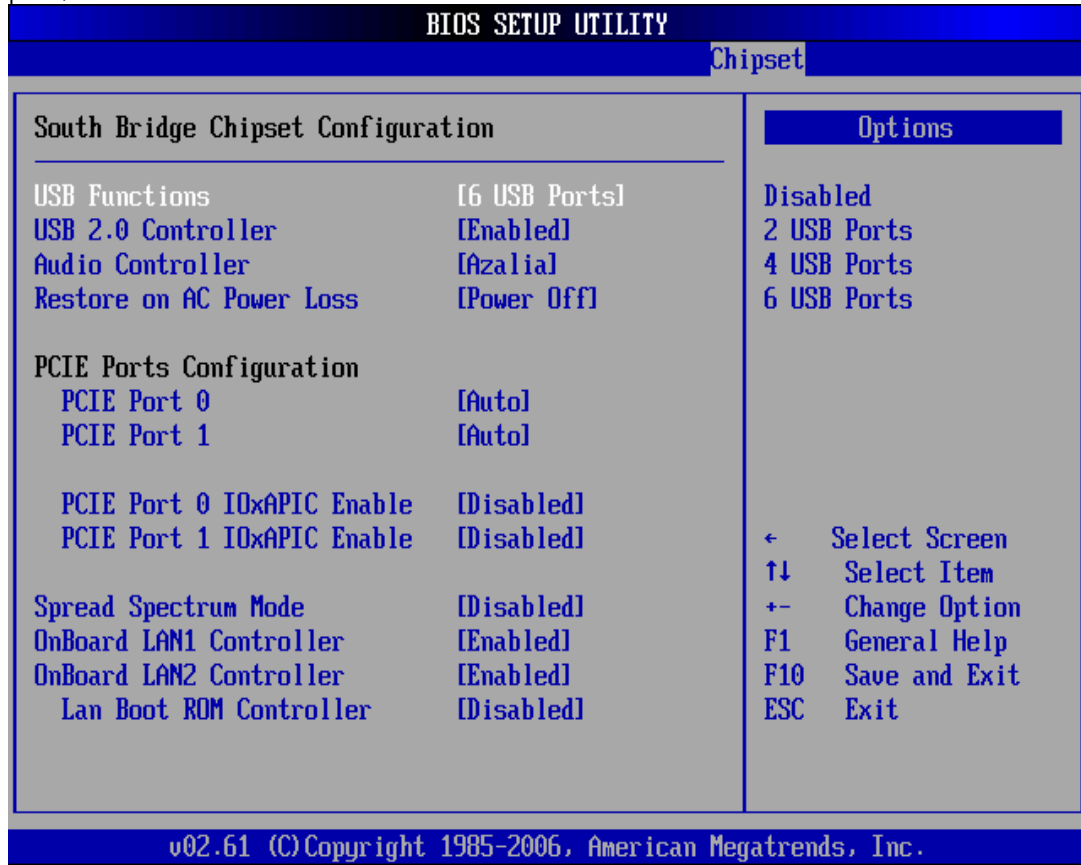 BIOS SETUP UTILITY
Chipset
South Bridge Chipset Configuration
USB Functions [6 USB Ports]
USB 2.0 Controller [Enabled]
Audio Controller [Azalia]
Restore on AC Power Loss [Power Off]
PCIE Ports Configuration
PCIE Port 0 [Auto]
PCIE Port 1 [Auto]
PCIE Port 0 IOxAPIC Enable [Disabled]
PCIE Port 1 IOxAPIC Enable [Disabled]
Spread Spectrum Mode [Disabled]
OnBoard LAN1 Controller [Enabled]
OnBoard LAN2 Controller [Enabled]
Lan Boot ROM Controller [Disabled]
Options
Disabled
2 USB Ports
4 USB Ports
6 USB Ports
← Select Screen
↑↓ Select Item
+- Change Option
F1 General Help
F10 Save and Exit
ESC Exit
v02.61 (C)Copyright 1985-2006, American Megatrends, Inc.